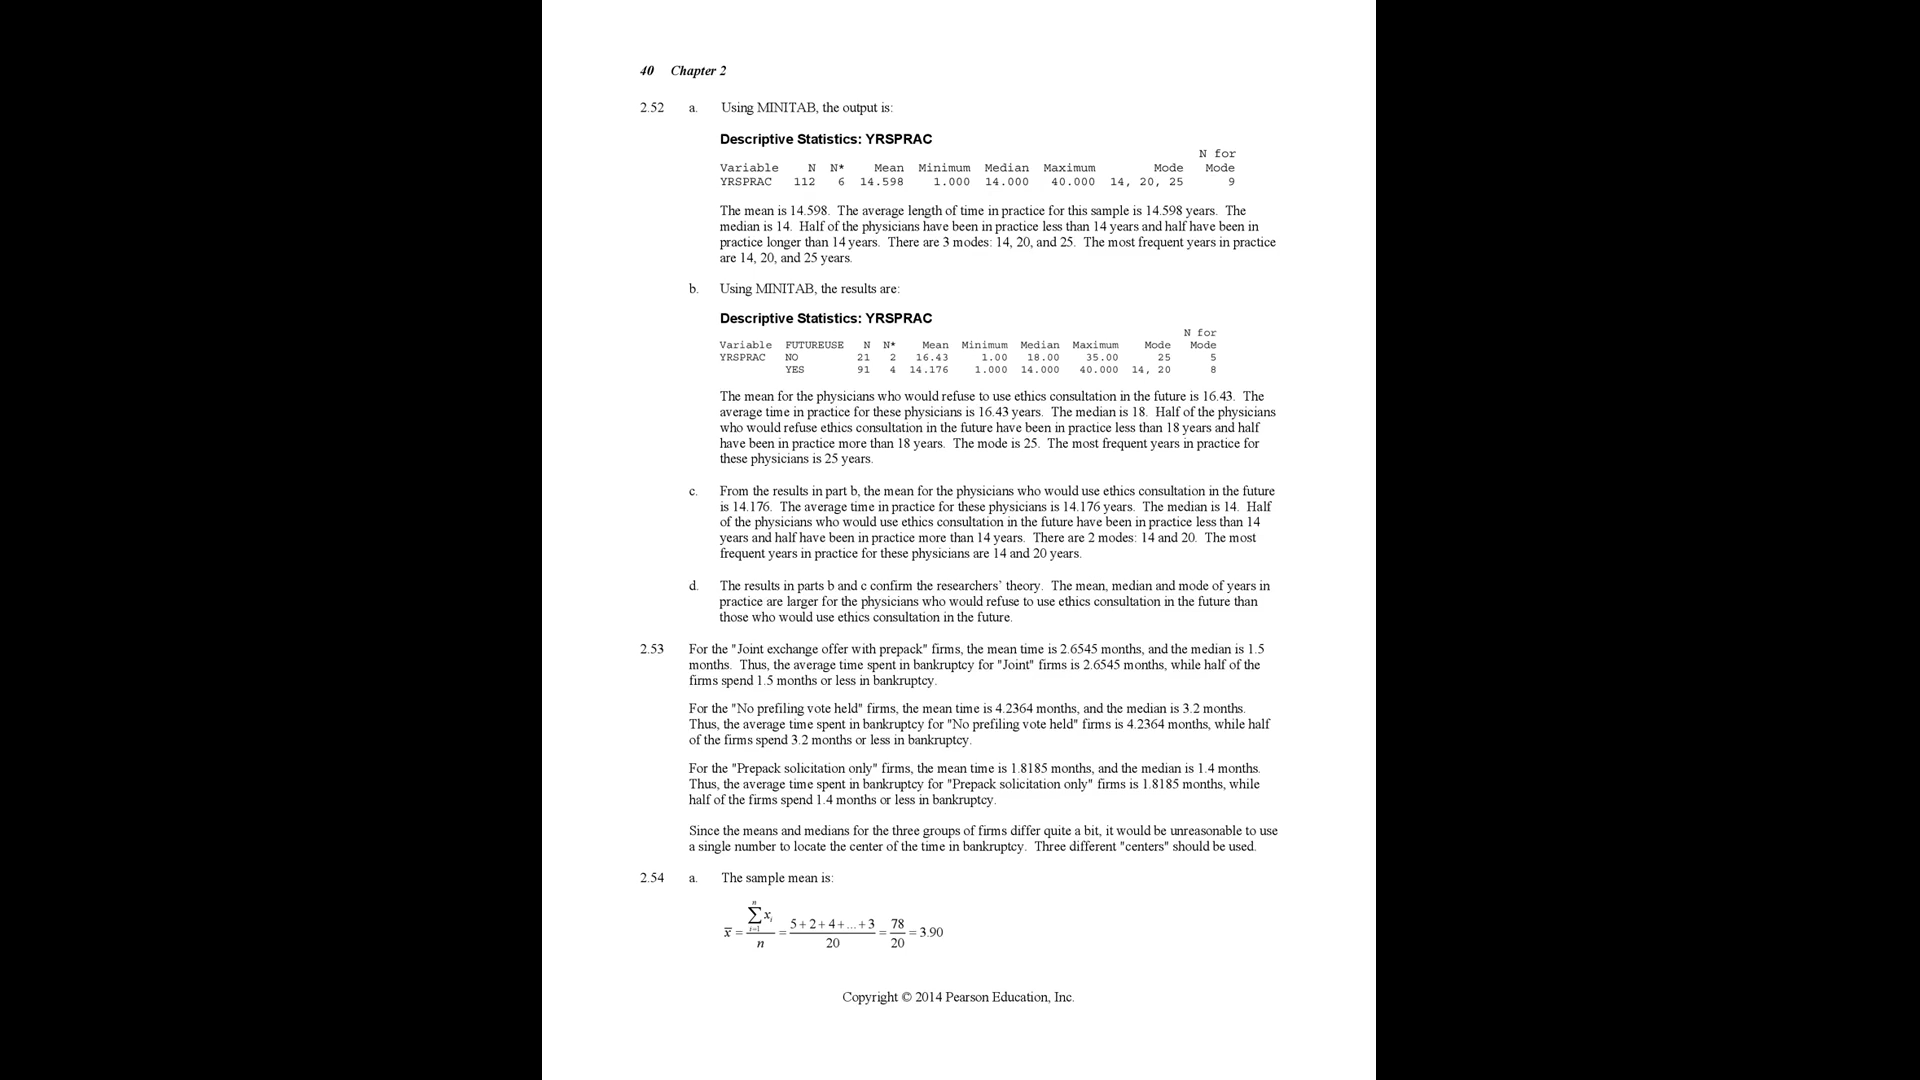 40 Chapter 2
2.52 a. Using MINITAB, the output is:
Descriptive Statistics: YRSPRAC
N for
Variable N N* Mean Minimum Median Maximum Mode Mode
YRSPRAC 112 6 14.598 1.000 14.000 40.000 14, 20, 25 9
The mean is 14.598. The average length of time in practice for this sample is 14.598 years. The
median is 14. Half of the physicians have been in practice less than 14 years and half have been in
practice longer than 14 years. There are 3 modes: 14, 20, and 25. The most frequent years in practice
are 14, 20, and 25 years.
b. Using MINITAB, the results are:
Descriptive Statistics: YRSPRAC
N for
Variable FUTUREUSE N N* Mean Minimum Median Maximum Mode Mode
YRSPRAC NO 21 2 16.43 1.00 18.00 35.00 25 5
YES 91 4 14.176 1.000 14.000 40.000 14, 20 8
The mean for the physicians who would refuse to use ethics consultation in the future is 16.43. The
average time in practice for these physicians is 16.43 years. The median is 18. Half of the physicians
who would refuse ethics consultation in the future have been in practice less than 18 years and half
have been in practice more than 18 years. The mode is 25. The most frequent years in practice for
these physicians is 25 years.
c. From the results in part b, the mean for the physicians who would use ethics consultation in the future
is 14.176. The average time in practice for these physicians is 14.176 years. The median is 14. Half
of the physicians who would use ethics consultation in the future have been in practice less than 14
years and half have been in practice more than 14 years. There are 2 modes: 14 and 20. The most
frequent years in practice for these physicians are 14 and 20 years.
d. The results in parts b and c confirm the researchers' theory. The mean, median and mode of years in
practice are larger for the physicians who would refuse to use ethics consultation in the future than
those who would use ethics consultation in the future.
2.53 For the "Joint exchange offer with prepack" firms, the mean time is 2.6545 months, and the median is 1.5
months. Thus, the average time spent in bankruptcy for "Joint" firms is 2.6545 months, while half of the
firms spend 1.5 months or less in bankruptcy.
For the "No prefiling vote held" firms, the mean time is 4.2364 months, and the median is 3.2 months.
Thus, the average time spent in bankruptcy for "No prefiling vote held" firms is 4.2364 months, while half
of the firms spend 3.2 months or less in bankruptcy.
For the "Prepack solicitation only" firms, the mean time is 1.8185 months, and the median is 1.4 months.
Thus, the average time spent in bankruptcy for "Prepack solicitation only" firms is 1.8185 months, while
half of the firms spend 1.4 months or less in bankruptcy.
Since the means and medians for the three groups of firms differ quite a bit, it would be unreasonable to use
a single number to locate the center of the time in bankruptcy. Three different "centers" should be used.
2.54 a. The sample mean is:
x̄ = ∑ᵢ₌₁ⁿ xᵢ / n = 5 + 2 + 4 + ... + 3 / 20 = 78 / 20 = 3.90
Copyright © 2014 Pearson Education, Inc.